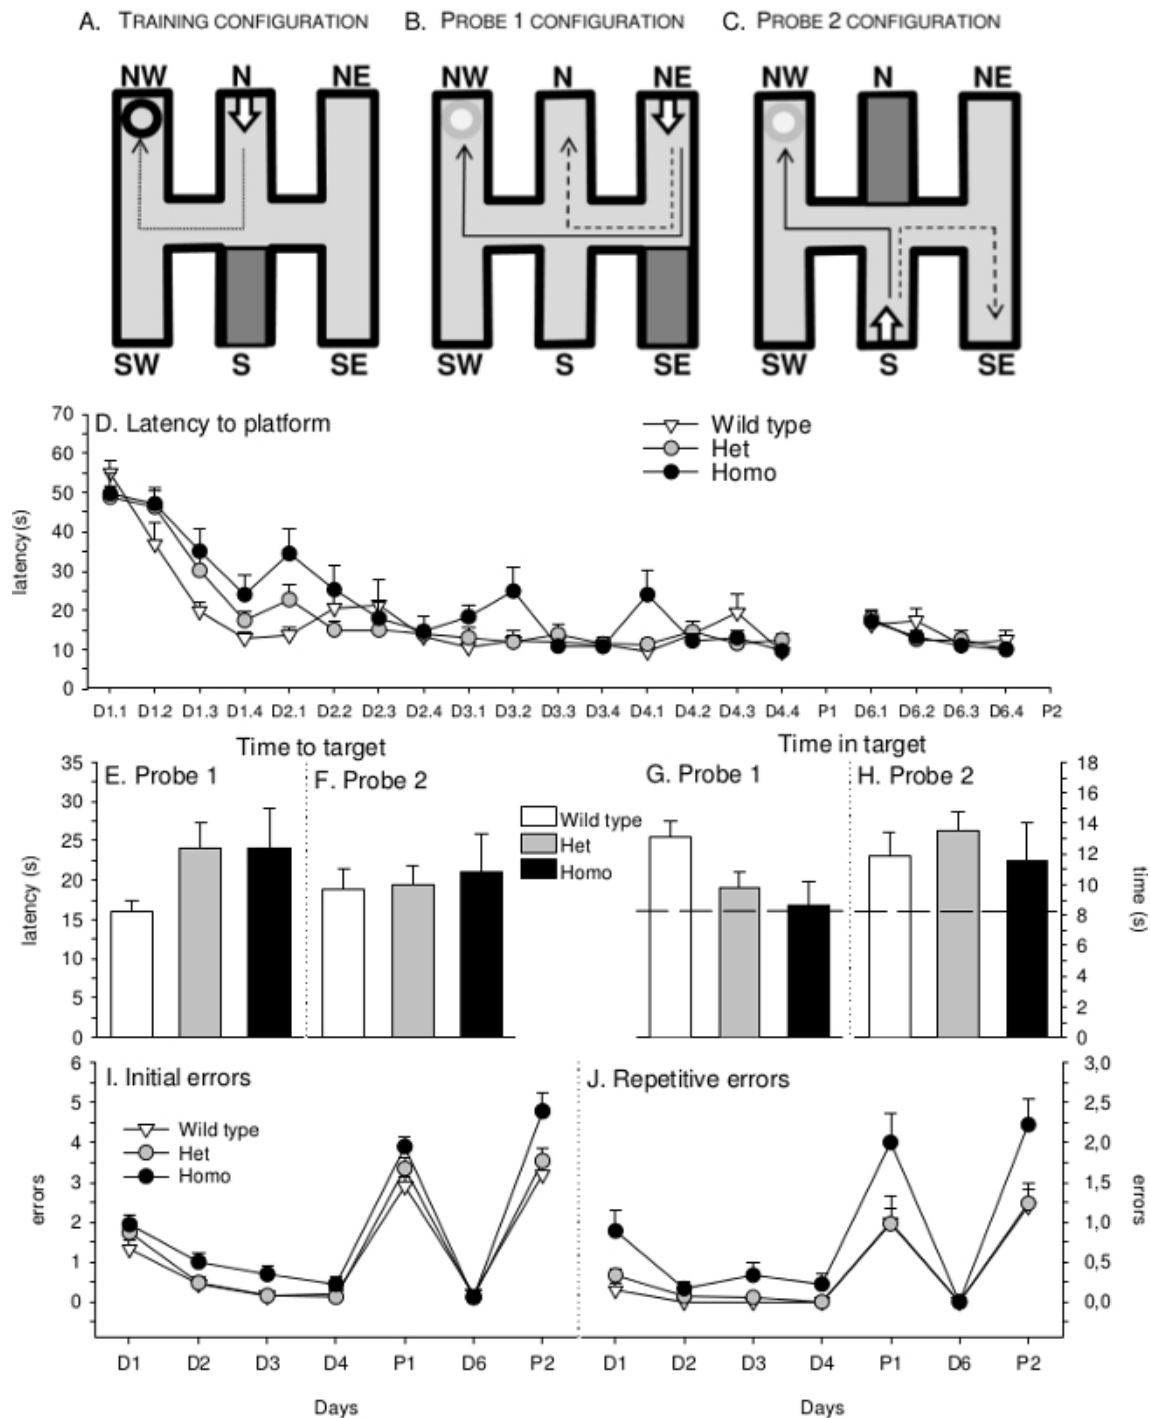 A. TRAINING CONFIGURATION B. PROBE 1 CONFIGURATION C. PROBE 2 CONFIGURATION
NW N NE NW N NE NW N NE
SW S SE SW S SE SW S SE
D. Latency to platform
Wild type
Het
Homo
latency (s)
70
60
50
40
30
20
10
0
D1.1 D1.2 D1.3 D1.4 D2.1 D2.2 D2.3 D2.4 D3.1 D3.2 D3.3 D3.4 D4.1 D4.2 D4.3 D4.4 P1 D6.1 D6.2 D6.3 D6.4 P2
Time to target Time in target
E. Probe 1 F. Probe 2 G. Probe 1 H. Probe 2
Wild type
Het
Homo
latency (s)
35
30
25
20
15
10
5
0
18
16
14
12
10
8
6
4
2
0
time (s)
I. Initial errors J. Repetitive errors
Wild type
Het
Homo
errors
6
5
4
3
2
1
0
3,0
2,5
2,0
1,5
1,0
0,5
0,0
errors
D1 D2 D3 D4 P1 D6 P2 D1 D2 D3 D4 P1 D6 P2
Days Days